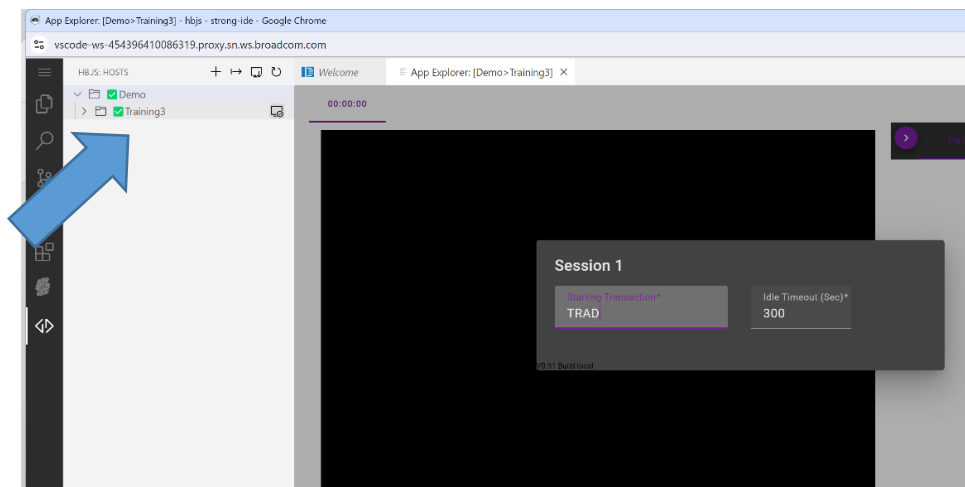 App Explorer: [Demo>Training3] - hbjs - strong-ide - Google Chrome
vscode-ws-454396410086319.proxy.sn.ws.broadcom.com
HBJS: HOSTS
Welcome
App Explorer: [Demo>Training3]
Demo
Training3
00:00:00
Session 1
Starting Transaction*
TRAD
Idle Timeout (Sec)*
300
V0.91 Build:local